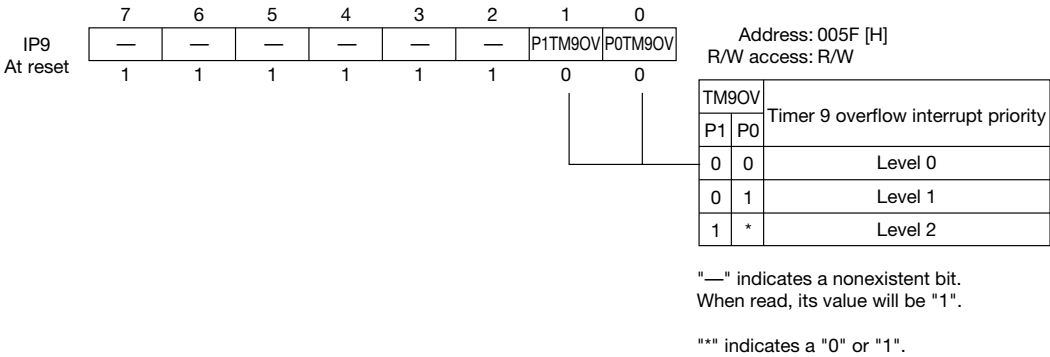 7 6 5 4 3 2 1 0
IP9 — — — — — — P1TM9OV P0TM9OV
At reset 1 1 1 1 1 1 0 0
Address: 005F [H]
R/W access: R/W
TM9OV Timer 9 overflow interrupt priority
P1 P0
0 0 Level 0
0 1 Level 1
1 * Level 2
"—" indicates a nonexistent bit.
When read, its value will be "1".
"*" indicates a "0" or "1".